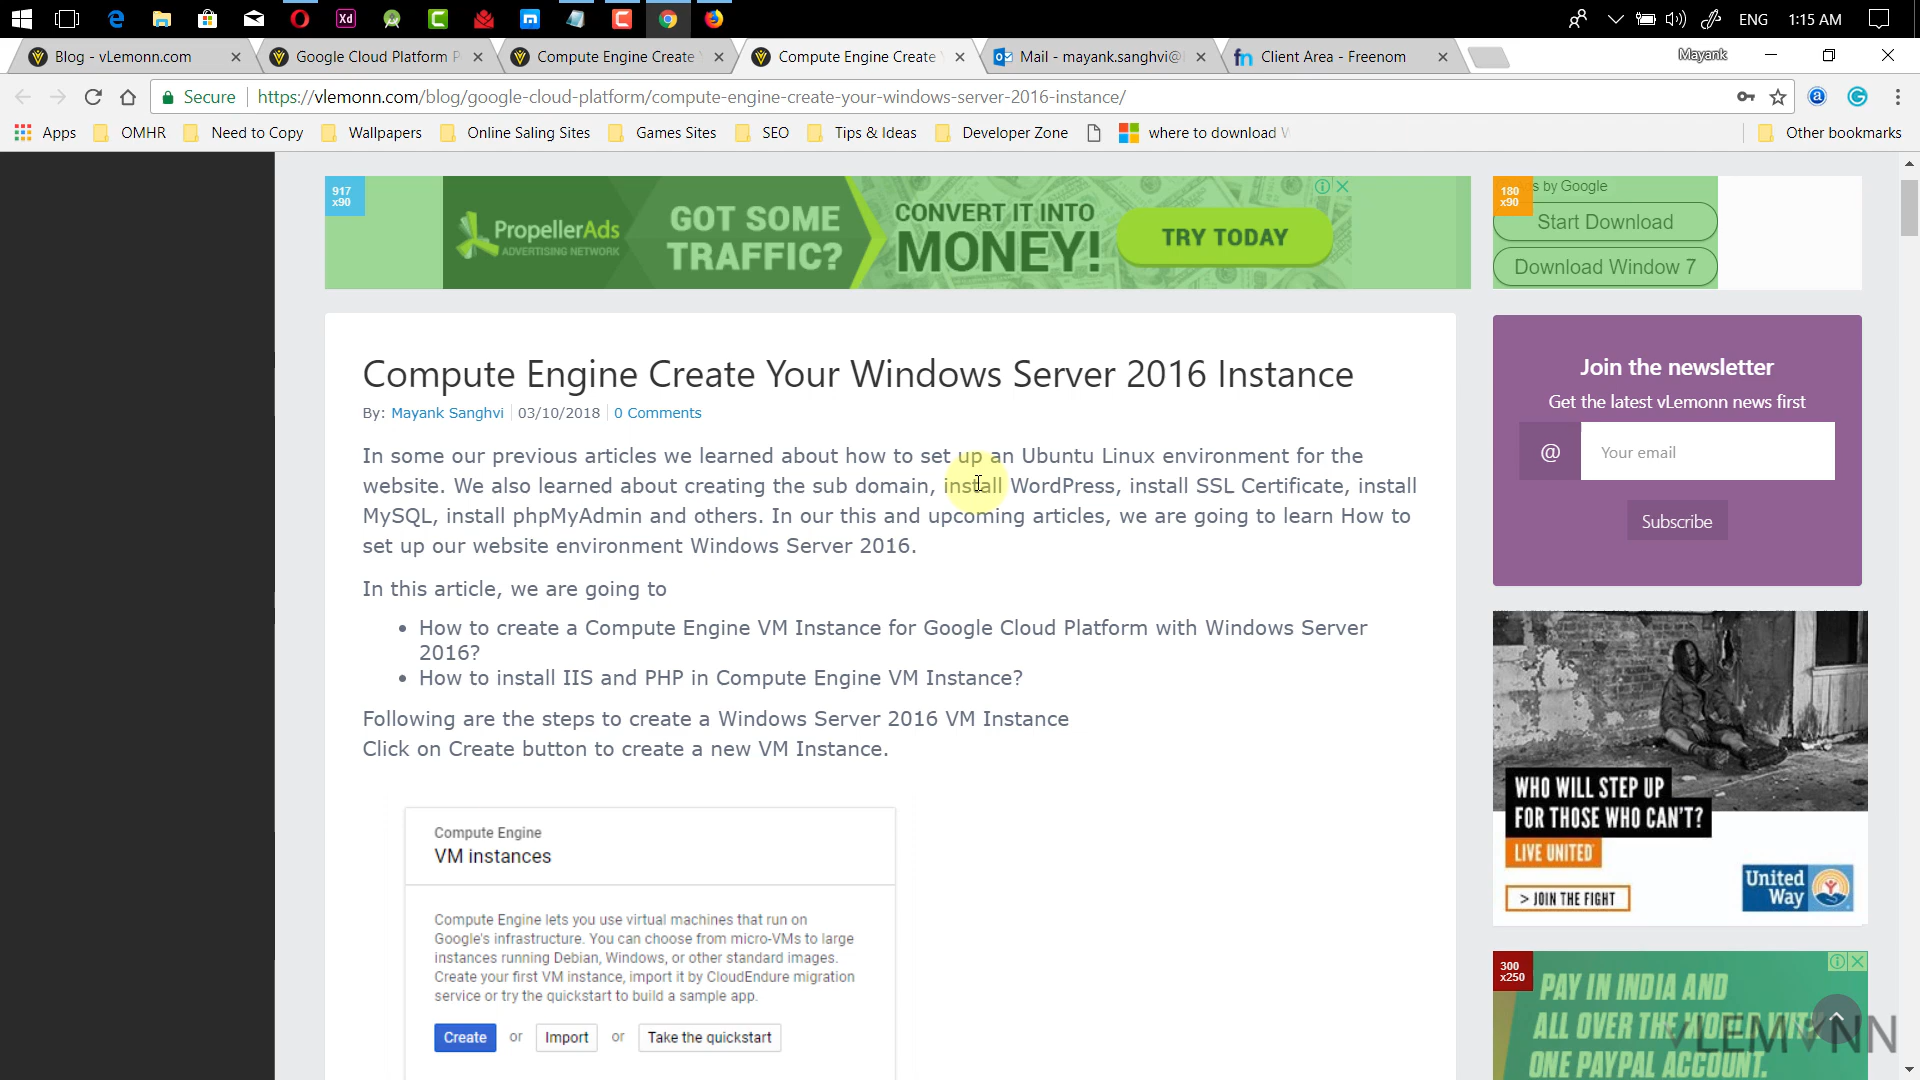 ENG 1:15 AM
Blog - vLemonn.com
Google Cloud Platform P
Compute Engine Create
Compute Engine Create
Mail - mayank.sanghvi@
Client Area - Freenom
Mayank
Secure https://vlemonn.com/blog/google-cloud-platform/compute-engine-create-your-windows-server-2016-instance/
Apps OMHR Need to Copy Wallpapers Online Saling Sites Games Sites SEO Tips & Ideas Developer Zone where to download Other bookmarks
917
x90
PropellerAds
ADVERTISING NETWORK
GOT SOME
TRAFFIC?
CONVERT IT INTO
MONEY!
TRY TODAY
180
x90
s by Google
Start Download
Download Window 7
Compute Engine Create Your Windows Server 2016 Instance
By: Mayank Sanghvi 03/10/2018 0 Comments
In some our previous articles we learned about how to set up an Ubuntu Linux environment for the
website. We also learned about creating the sub domain, install WordPress, install SSL Certificate, install
MySQL, install phpMyAdmin and others. In our this and upcoming articles, we are going to learn How to
set up our website environment Windows Server 2016.
In this article, we are going to
• How to create a Compute Engine VM Instance for Google Cloud Platform with Windows Server
2016?
• How to install IIS and PHP in Compute Engine VM Instance?
Following are the steps to create a Windows Server 2016 VM Instance
Click on Create button to create a new VM Instance.
Compute Engine
VM instances
Compute Engine lets you use virtual machines that run on
Google's infrastructure. You can choose from micro-VMs to large
instances running Debian, Windows, or other standard images.
Create your first VM instance, import it by CloudEndure migration
service or try the quickstart to build a sample app.
Create or Import or Take the quickstart
Join the newsletter
Get the latest vLemonn news first
@ Your email
Subscribe
WHO WILL STEP UP
FOR THOSE WHO CAN'T?
LIVE UNITED
> JOIN THE FIGHT
United
Way
300
x250
PAY IN INDIA AND
ALL OVER THE WORLD WITH
ONE PAYPAL ACCOUNT.
vLEMONN